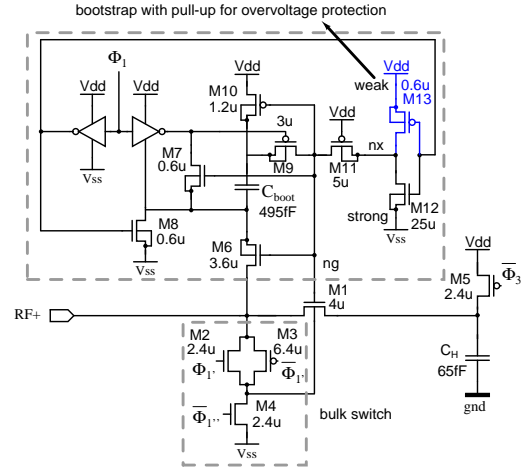 bootstrap with pull-up for overvoltage protection
Φ1
Vdd
Vdd
Vss
M10
1.2u
Vdd
3u
M9
Vdd
M11
5u
nx
weak
Vdd
0.6u
M13
M7
0.6u
Cboot
495fF
M12
25u
strong
Vss
M8
0.6u
Vss
M6
3.6u
ng
M1
4u
RF+
Vdd
M5
2.4u
Φ̅3
CH
65fF
gnd
M2
2.4u
Φ1'
M3
6.4u
Φ̅1'
Φ̅1''
M4
2.4u
Vss
bulk switch